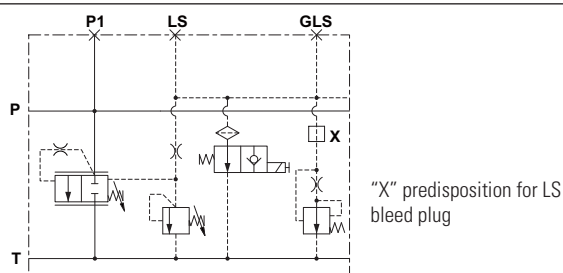 P1 LS GLS
P
X
"X" predisposition for LS
bleed plug
T